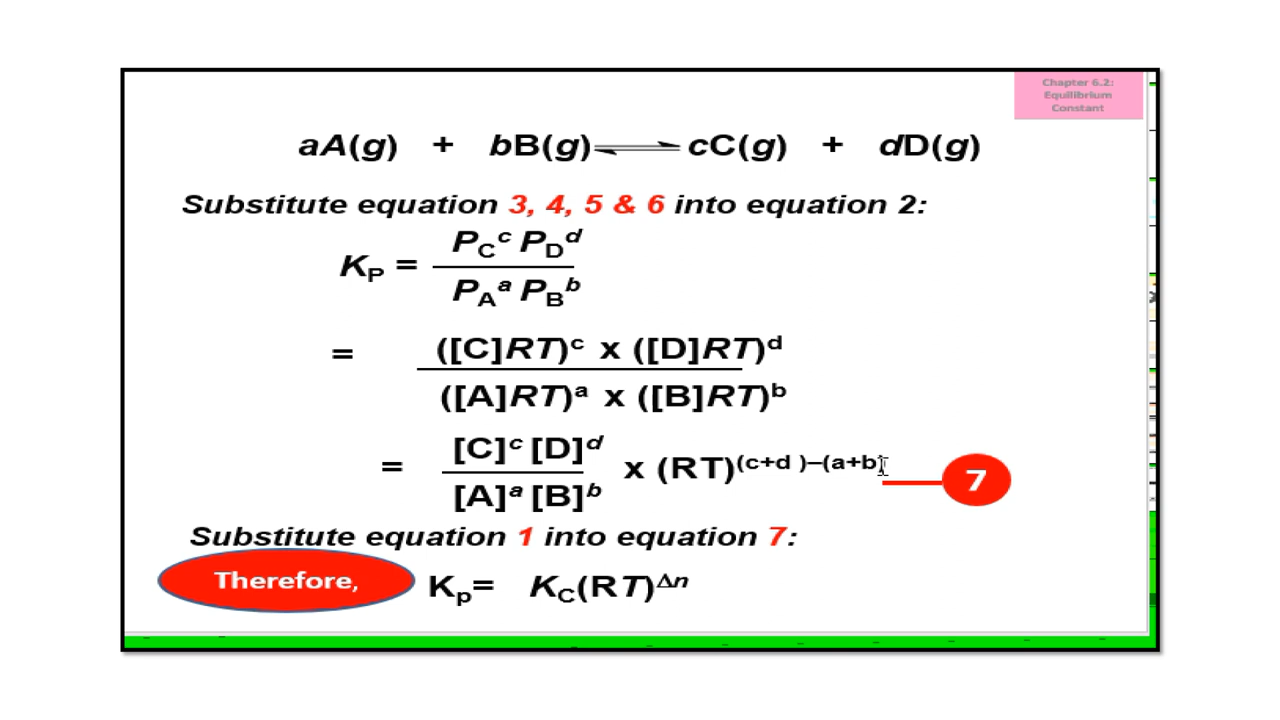 Chapter 6.2:
Equilibrium
Constant
aA(g) + bB(g) ⇌ cC(g) + dD(g)
Substitute equation 3, 4, 5 & 6 into equation 2:
P_C^c P_D^d
K_P =
P_A^a P_B^b
= ([C]RT)^c x ([D]RT)^d
([A]RT)^a x ([B]RT)^b
[C]^c [D]^d
= x (RT)^(c+d )–(a+b) 7
[A]^a [B]^b
Substitute equation 1 into equation 7:
Therefore, K_p= K_C(RT)^Δn